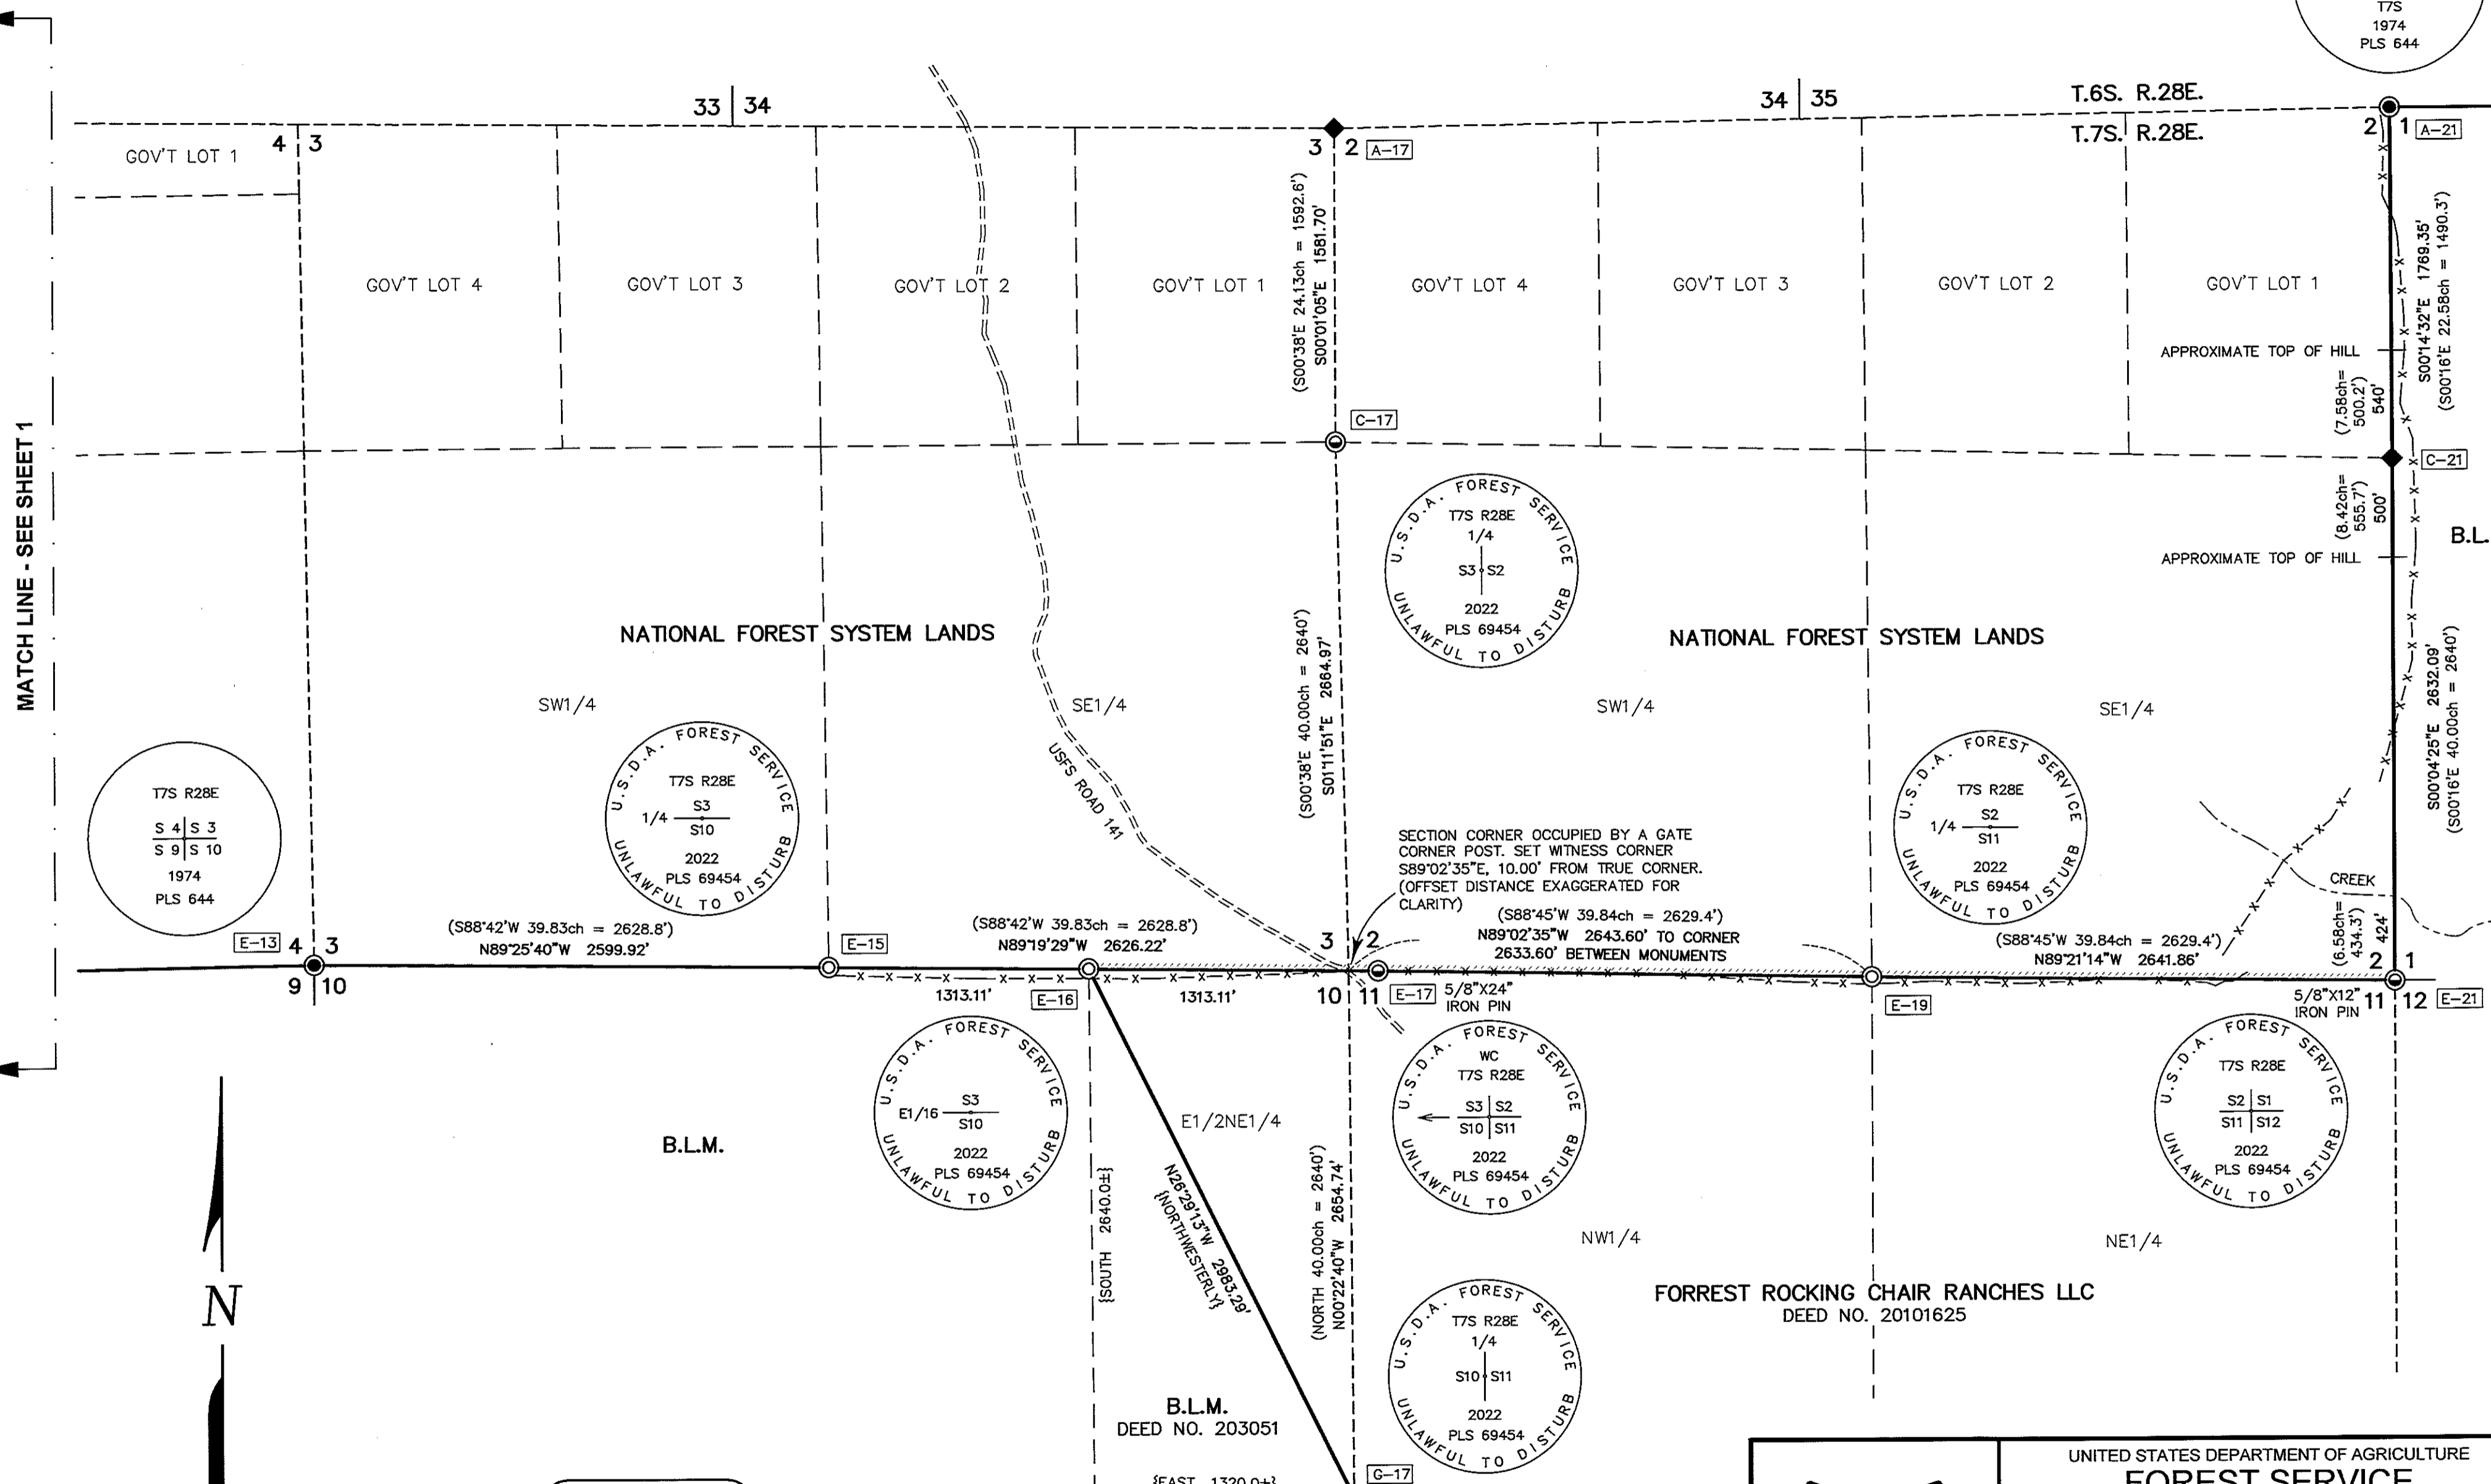 T7S
1974
PLS 644
33 34
34 35
T.6S. R.28E.
T.7S. R.28E.
4 3
3 2
A-17
2 1
A-21
GOV'T LOT 1
GOV'T LOT 4
GOV'T LOT 3
GOV'T LOT 2
GOV'T LOT 1
GOV'T LOT 4
GOV'T LOT 3
GOV'T LOT 2
GOV'T LOT 1
(S00°38'E 24.13ch = 1592.6')
S00°01'05"E 1581.70'
S00°14'32"E 1769.35'
(S00°16'E 22.58ch = 1490.3')
APPROXIMATE TOP OF HILL
(7.58ch=
500.2')
540'
C-17
C-21
(8.42ch=
555.7')
500'
APPROXIMATE TOP OF HILL
B.L.
MATCH LINE - SEE SHEET 1
U.S.D.A. FOREST SERVICE
T7S R28E
1/4
S3 S2
2022
PLS 69454
UNLAWFUL TO DISTURB
NATIONAL FOREST SYSTEM LANDS
NATIONAL FOREST SYSTEM LANDS
(S00°38'E 40.00ch = 2640')
S01°11'51"E 2664.97'
S00°04'25"E 2632.09'
(S00°16'E 40.00ch = 2640')
SW1/4
SE1/4
SW1/4
SE1/4
USFS ROAD 141
T7S R28E
S 4 S 3
S 9 S 10
1974
PLS 644
U.S.D.A. FOREST SERVICE
T7S R28E
S3
1/4
S10
2022
PLS 69454
UNLAWFUL TO DISTURB
SECTION CORNER OCCUPIED BY A GATE
CORNER POST. SET WITNESS CORNER
S89°02'35"E, 10.00' FROM TRUE CORNER.
(OFFSET DISTANCE EXAGGERATED FOR
CLARITY)
U.S.D.A. FOREST SERVICE
T7S R28E
S2
1/4
S11
2022
PLS 69454
UNLAWFUL TO DISTURB
CREEK
(6.58ch=
434.3')
424'
E-13
4 3
9 10
(S88°42'W 39.83ch = 2628.8')
N89°25'40"W 2599.92'
E-15
(S88°42'W 39.83ch = 2628.8')
N89°19'29"W 2626.22'
3 2
10 11
(S88°45'W 39.84ch = 2629.4')
N89°02'35"W 2643.60' TO CORNER
2633.60' BETWEEN MONUMENTS
(S88°45'W 39.84ch = 2629.4')
N89°21'14"W 2641.86'
2 1
11 12
1313.11'
E-16
1313.11'
E-17
5/8"X24"
IRON PIN
E-19
5/8"X12"
IRON PIN
E-21
U.S.D.A. FOREST SERVICE
S3
E1/16
S10
2022
PLS 69454
UNLAWFUL TO DISTURB
U.S.D.A. FOREST SERVICE
WC
T7S R28E
S3 S2
S10 S11
2022
PLS 69454
UNLAWFUL TO DISTURB
U.S.D.A. FOREST SERVICE
T7S R28E
S2 S1
S11 S12
2022
PLS 69454
UNLAWFUL TO DISTURB
E1/2NE1/4
B.L.M.
{SOUTH 2640.0±}
N26°29'13"W 2983.29'
{NORTHWESTERLY}
(NORTH 40.00ch = 2640')
N00°22'40"W 2654.74'
NW1/4
NE1/4
N
FORREST ROCKING CHAIR RANCHES LLC
DEED NO. 20101625
U.S.D.A. FOREST SERVICE
T7S R28E
1/4
S10 S11
2022
PLS 69454
UNLAWFUL TO DISTURB
B.L.M.
DEED NO. 203051
{EAST 1320.0±}
G-17
UNITED STATES DEPARTMENT OF AGRICULTURE
FOREST SERVICE